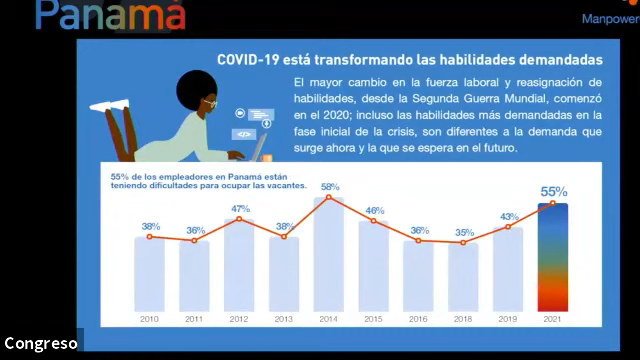 Panamá
Manpower
COVID-19 está transformando las habilidades demandadas
El mayor cambio en la fuerza laboral y reasignación de
habilidades, desde la Segunda Guerra Mundial, comenzó
en el 2020; incluso las habilidades más demandadas en la
fase inicial de la crisis, son diferentes a la demanda que
surge ahora y la que se espera en el futuro.
55% de los empleadores en Panamá están
teniendo dificultades para ocupar las vacantes.
38% 36% 47% 38% 58% 46% 36% 35% 43% 55%
2010 2011 2012 2013 2014 2015 2016 2018 2019 2021
Congreso